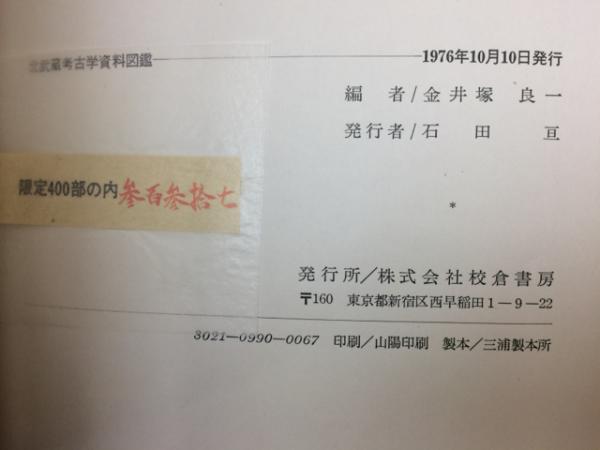 北武蔵考古学資料図鑑 1976年10月10日発行
編 者/金井塚 良一
発行者/石 田 亘
限定400部の内 参百参拾七
*
発行所/株式会社校倉書房
〒160 東京都新宿区西早稲田1-9-22
3021-0990-0067 印刷/山陽印刷 製本/三浦製本所